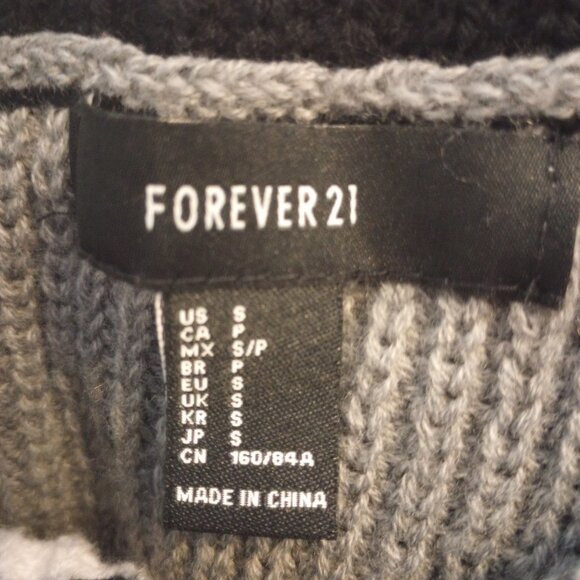 FOREVER 21
US S
CA P
MX S/P
BR P
EU S
UK S
KR S
JP S
CN 160/84A
MADE IN CHINA